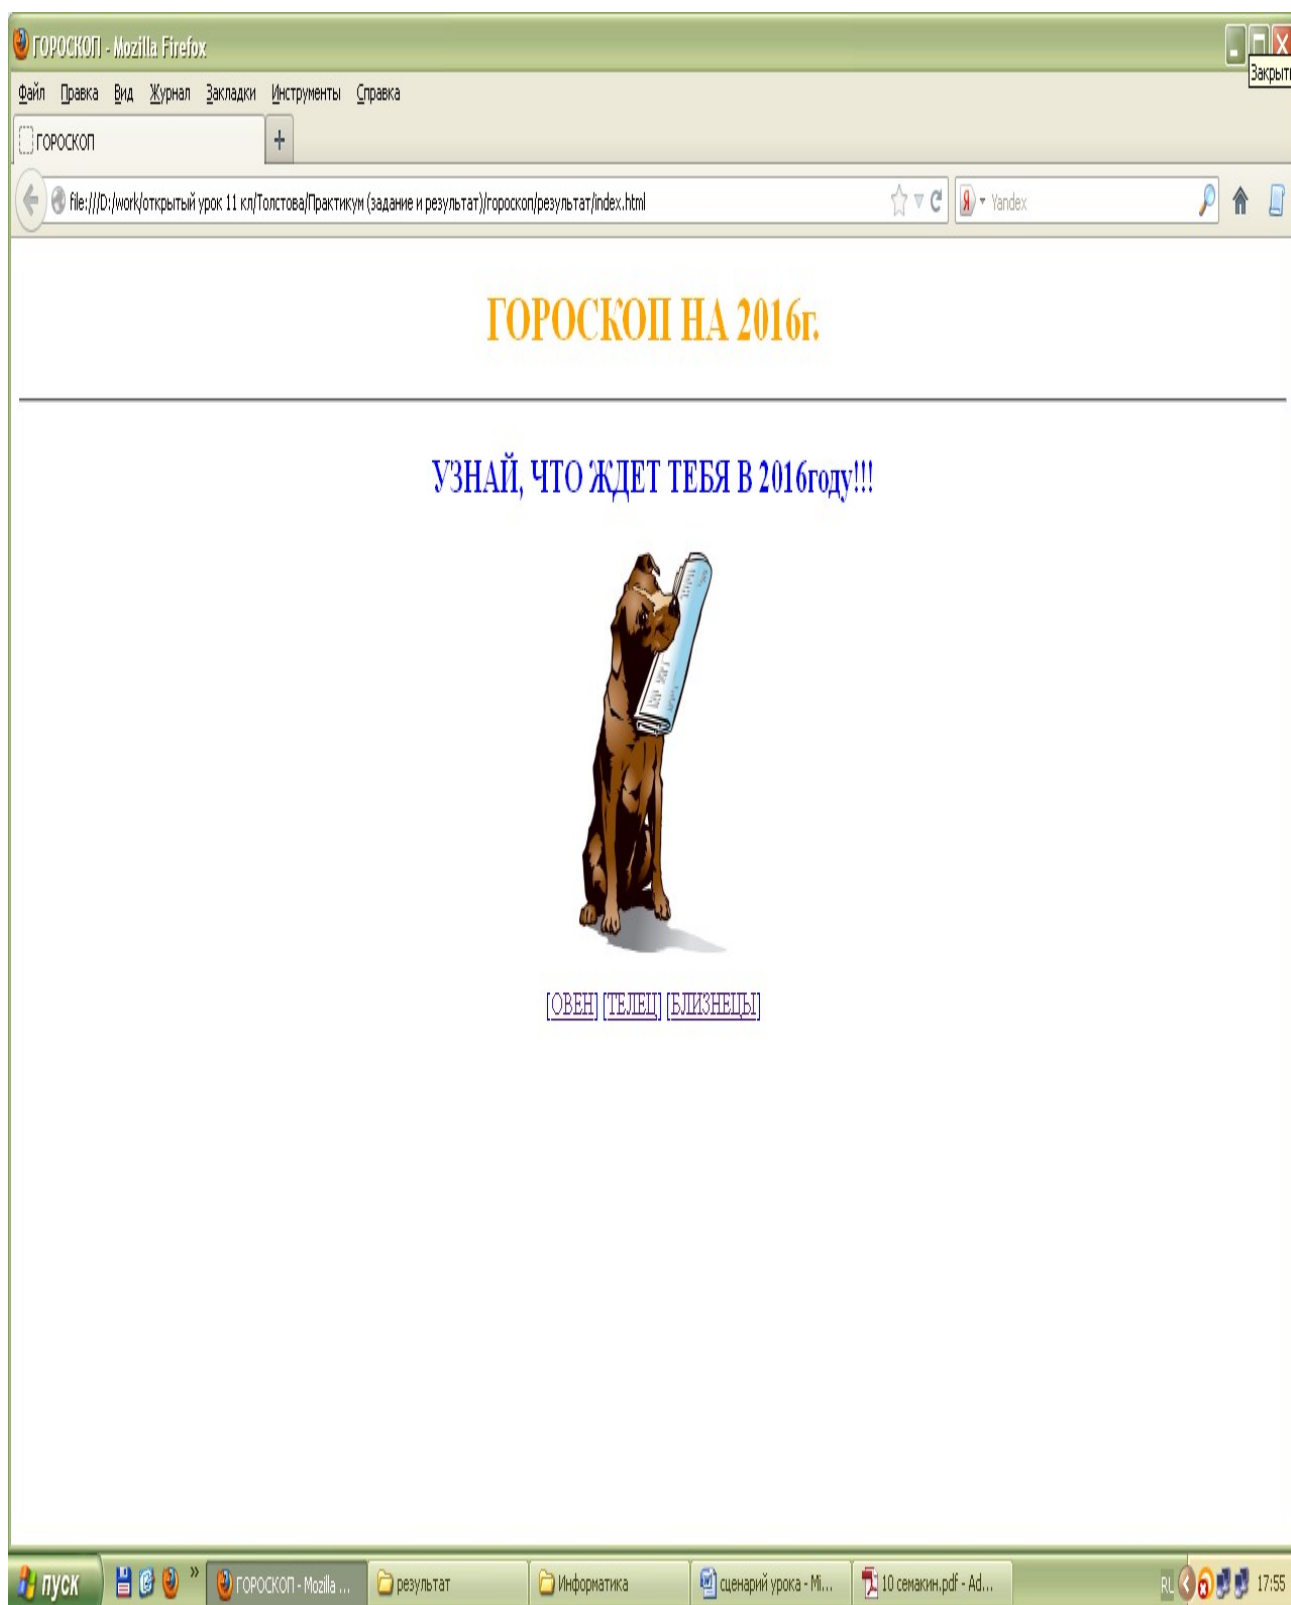 ГОРОСКОП - Mozilla Firefox
Закрыть
Файл Правка Вид Журнал Закладки Инструменты Справка
ГОРОСКОП
file:///D:/work/открытый урок 11 кл/Толстова/Практикум (задание и результат)/гороскоп/результат/index.html
Yandex
ГОРОСКОП НА 2016г.
УЗНАЙ, ЧТО ЖДЕТ ТЕБЯ В 2016году!!!
[ОВЕН] [ТЕЛЕЦ] [БЛИЗНЕЦЫ]
пуск » ГОРОСКОП - Mozilla ... результат Информатика сценарий урока - Mi... 10 семакин.pdf - Ad... RL 17:55